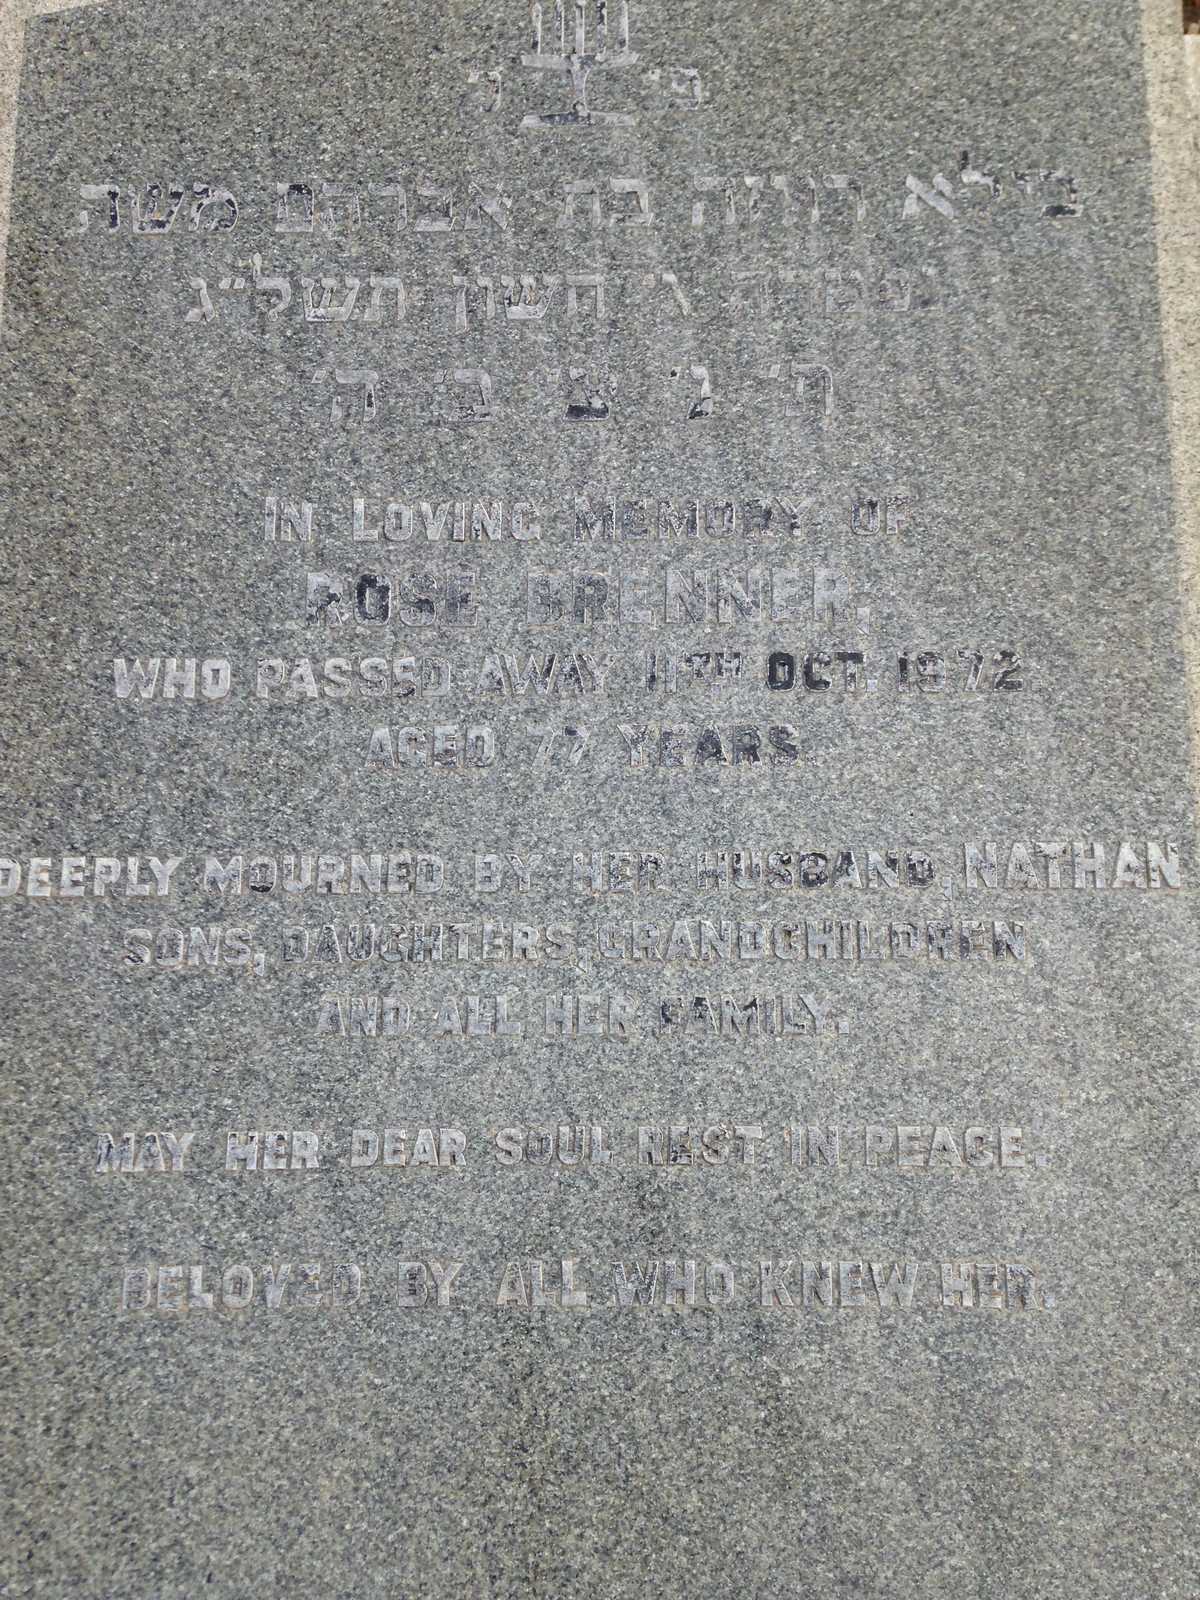 פ׳ נ׳
בילא רויזה בת אברהם משה
נפטרה ג׳ חשון תשל״ג
ת׳ נ׳ צ׳ ב׳ ה׳
IN LOVING MEMORY OF
ROSE BRENNER,
WHO PASSED AWAY 11TH OCT. 1972.
AGED 77 YEARS.
DEEPLY MOURNED BY HER HUSBAND, NATHAN
SONS, DAUGHTERS, GRANDCHILDREN
AND ALL HER FAMILY.
MAY HER DEAR SOUL REST IN PEACE.
BELOVED BY ALL WHO KNEW HER.